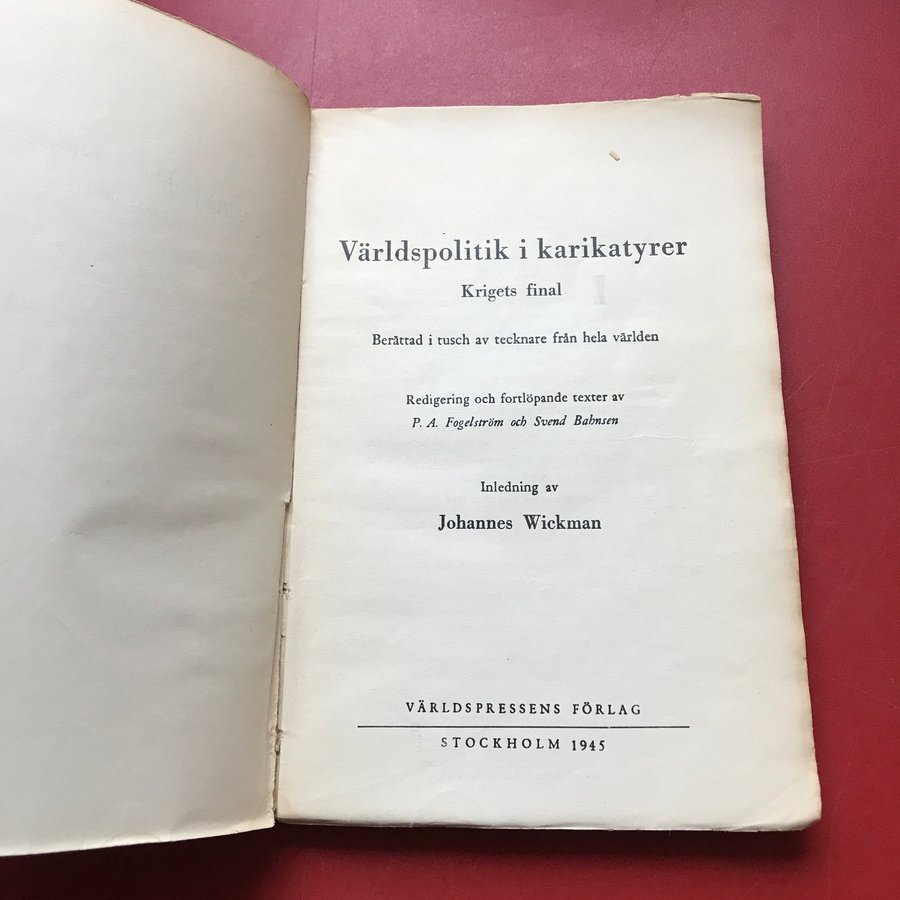 Världspolitik i karikatyrer
Krigets final
Berättad i tusch av tecknare från hela världen
Redigering och fortlöpande texter av
P. A. Fogelström och Svend Bahnsen
Inledning av
Johannes Wickman
VÄRLDSPRESSENS FÖRLAG
STOCKHOLM 1945